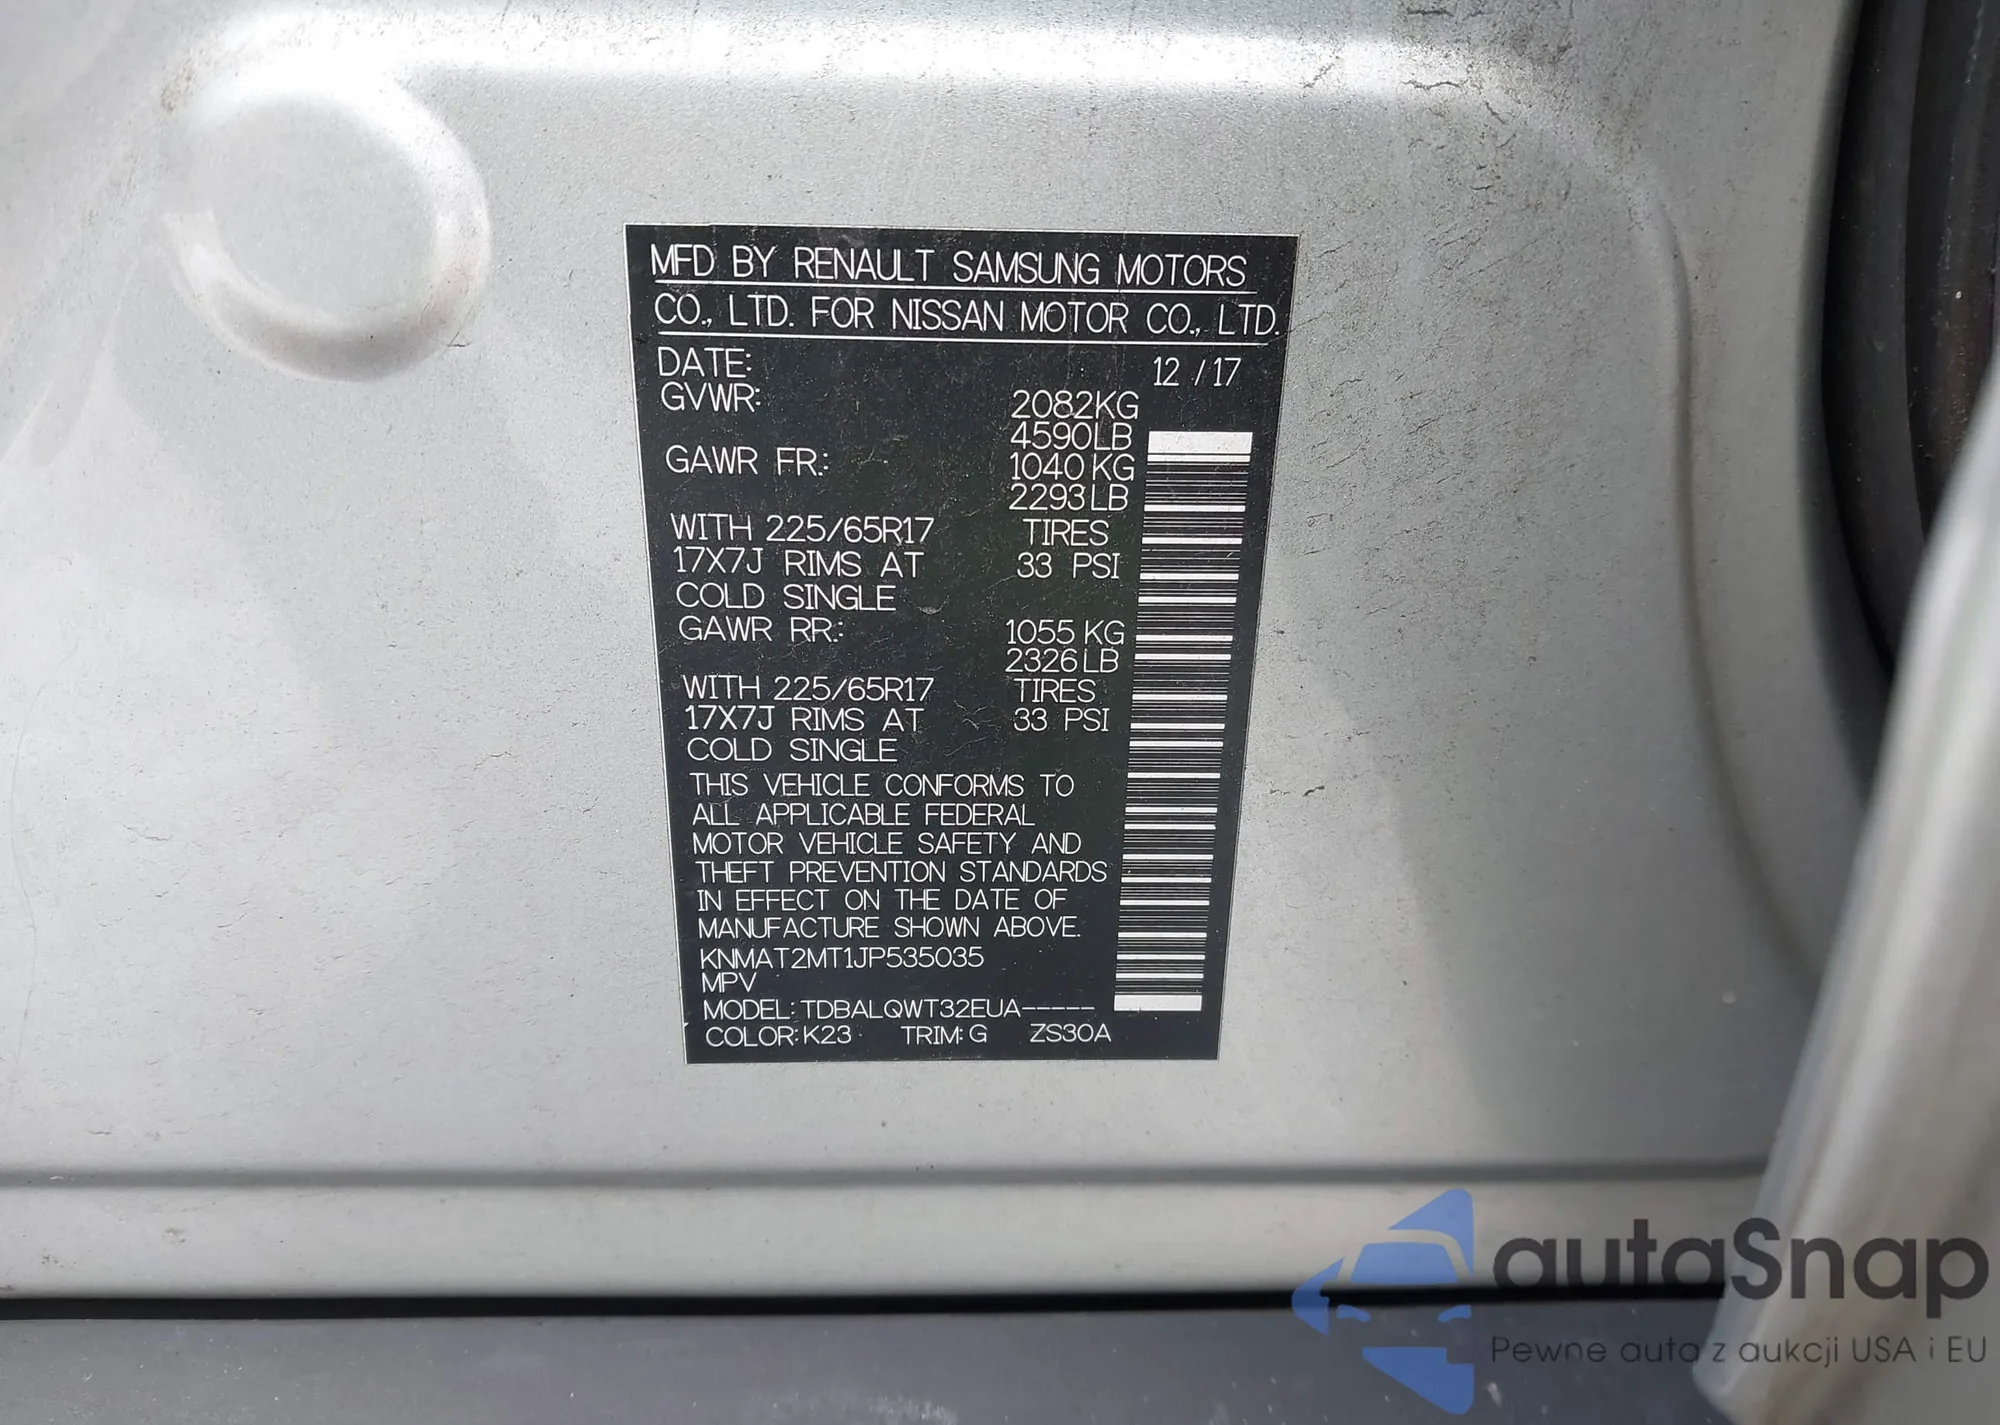 MFD BY RENAULT SAMSUNG MOTORS
CO., LTD. FOR NISSAN MOTOR CO., LTD.
DATE: 12 / 17
GVWR: 2082KG
4590LB
GAWR FR.: 1040 KG
2293LB
WITH 225/65R17 TIRES
17X7J RIMS AT 33 PSI
COLD SINGLE
GAWR RR.: 1055 KG
2326LB
WITH 225/65R17 TIRES
17X7J RIMS AT 33 PSI
COLD SINGLE
THIS VEHICLE CONFORMS TO
ALL APPLICABLE FEDERAL
MOTOR VEHICLE SAFETY AND
THEFT PREVENTION STANDARDS
IN EFFECT ON THE DATE OF
MANUFACTURE SHOWN ABOVE.
KNMAT2MT1JP535035
MPV
MODEL: TDBALQWT32EUA-----
COLOR: K23 TRIM: G ZS30A
autaSnap
Pewne auta z aukcji USA i EU